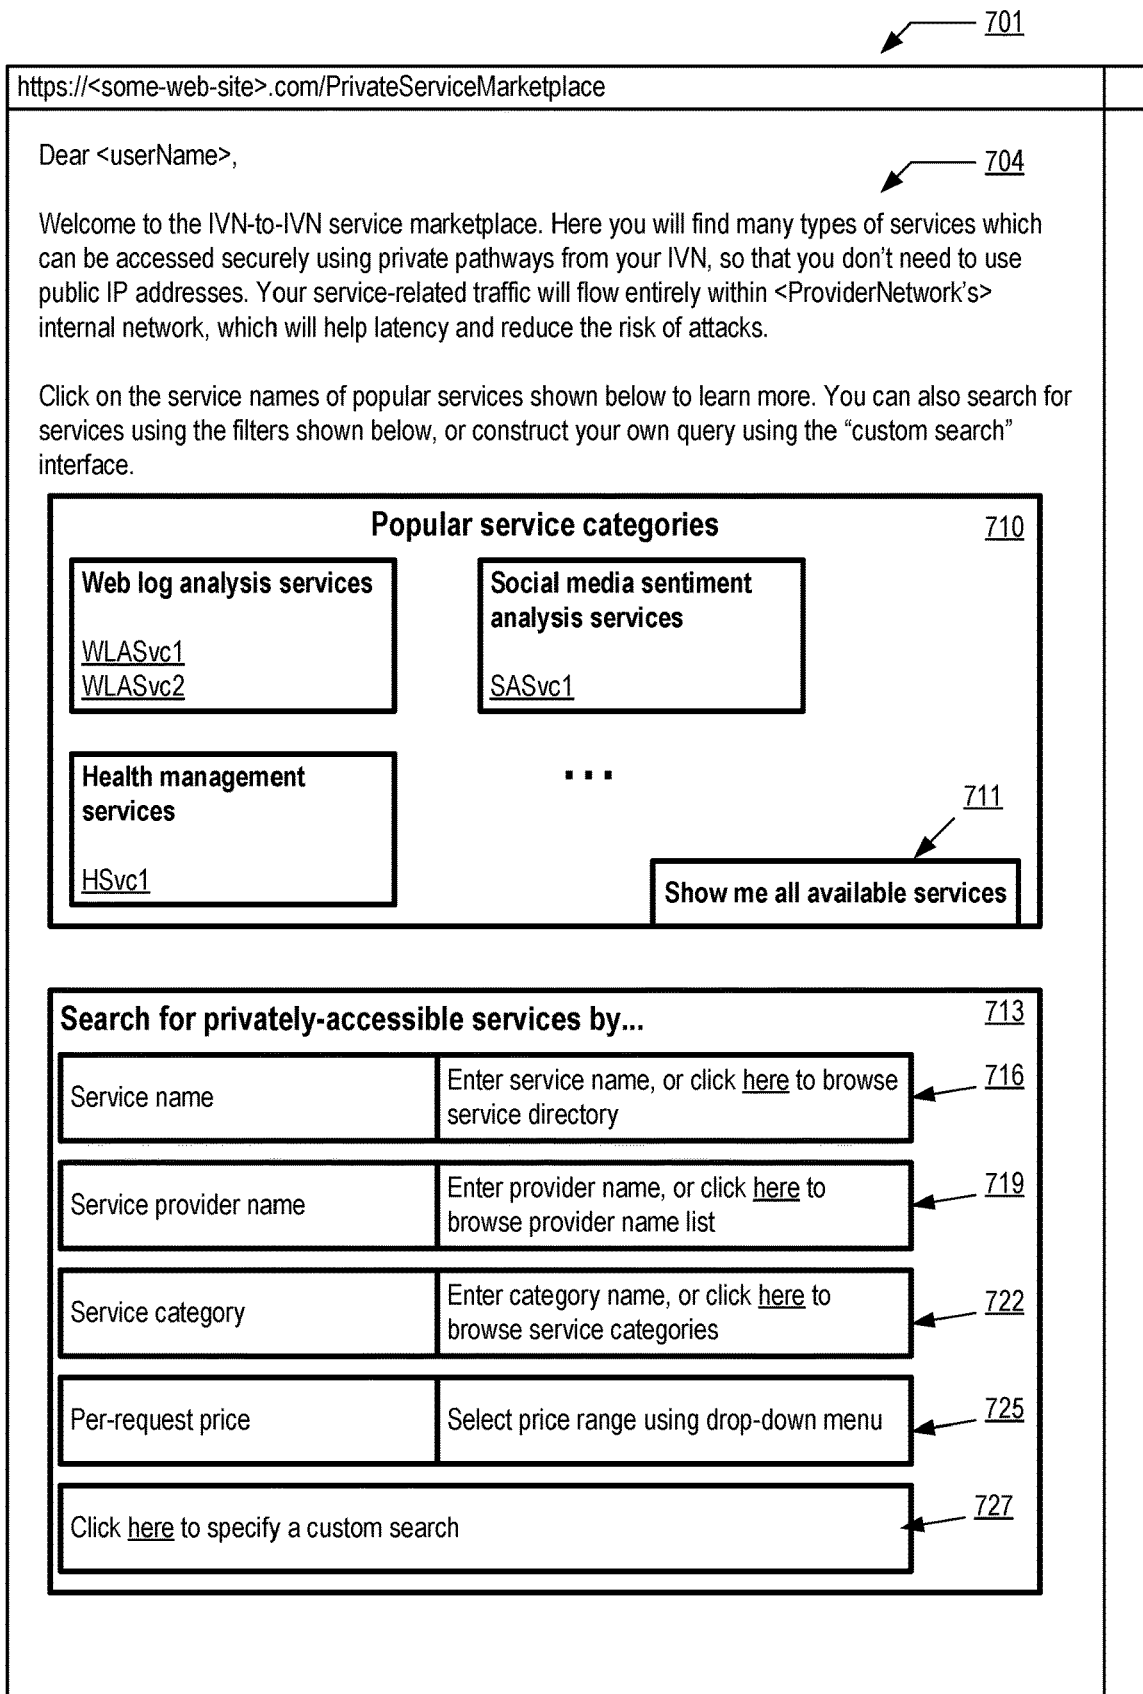 701
https://<some-web-site>.com/PrivateServiceMarketplace
Dear <userName>,
704
Welcome to the IVN-to-IVN service marketplace. Here you will find many types of services which
can be accessed securely using private pathways from your IVN, so that you don’t need to use
public IP addresses. Your service-related traffic will flow entirely within <ProviderNetwork's>
internal network, which will help latency and reduce the risk of attacks.
Click on the service names of popular services shown below to learn more. You can also search for
services using the filters shown below, or construct your own query using the “custom search”
interface.
Popular service categories
710
Web log analysis services
WLASvc1
WLASvc2
Social media sentiment
analysis services
SASvc1
Health management
services
HSvc1
...
711
Show me all available services
Search for privately-accessible services by...
713
Service name
Enter service name, or click here to browse
service directory
716
Service provider name
Enter provider name, or click here to
browse provider name list
719
Service category
Enter category name, or click here to
browse service categories
722
Per-request price
Select price range using drop-down menu
725
Click here to specify a custom search
727